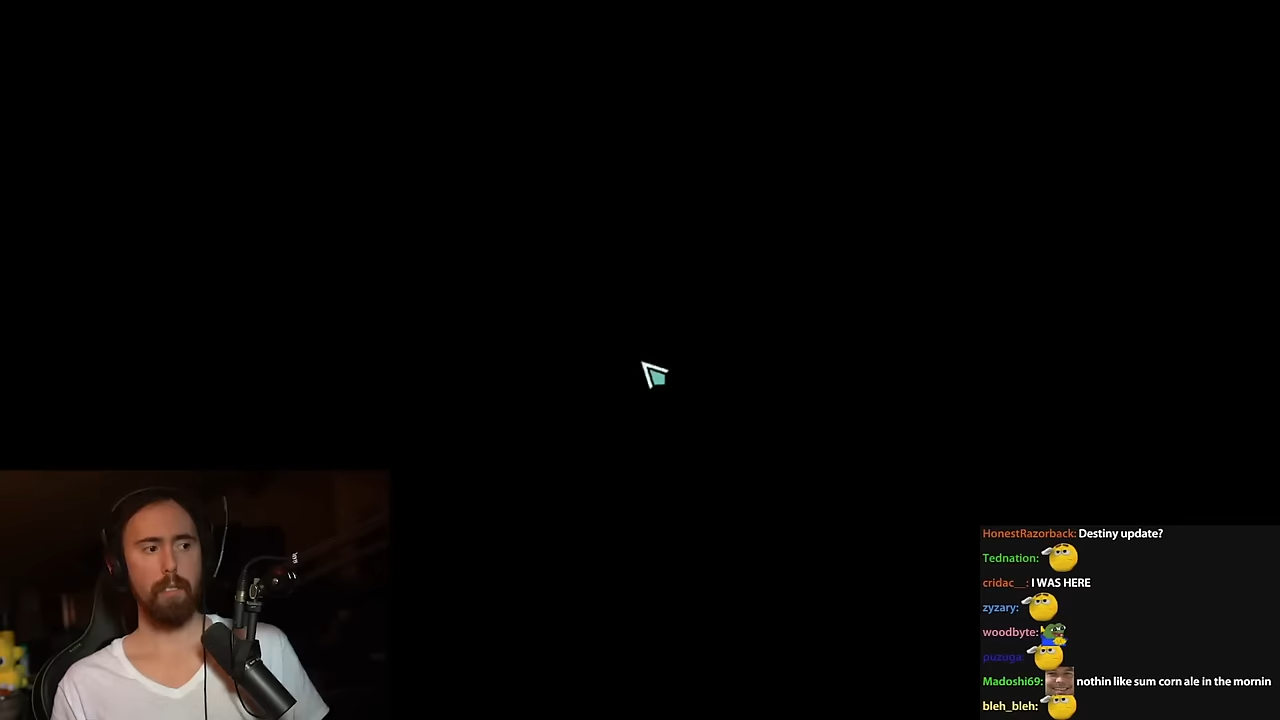 HonestRazorback: Destiny update?
Tednation:
cridac__: I WAS HERE
zyzary:
woodbyte:
puzuga:
Madoshi69: nothin like sum corn ale in the mornin
bleh_bleh: